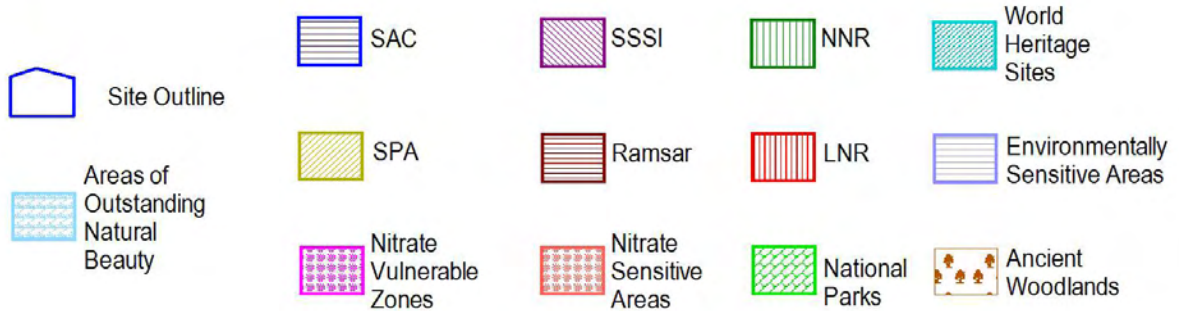 Site Outline
Areas of
Outstanding
Natural
Beauty
SAC
SPA
Nitrate
Vulnerable
Zones
SSSI
Ramsar
Nitrate
Sensitive
Areas
NNR
LNR
National
Parks
World
Heritage
Sites
Environmentally
Sensitive Areas
Ancient
Woodlands